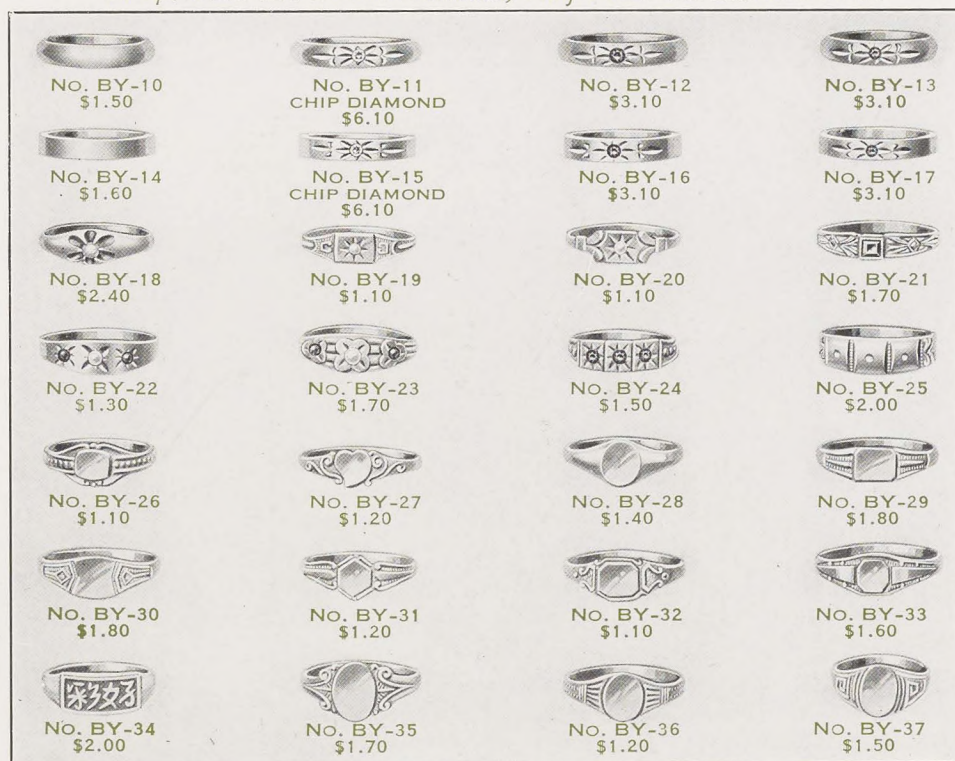 No. BY-10 No. BY-11 No. BY-12 No. BY-13
$1.50 CHIP DIAMOND $3.10 $3.10
$6.10
No. BY-14 No. BY-15 No. BY-16 No. BY-17
$1.60 CHIP DIAMOND $3.10 $3.10
$6.10
No. BY-18 No. BY-19 No. BY-20 No. BY-21
$2.40 $1.10 $1.10 $1.70
No. BY-22 No. BY-23 No. BY-24 No. BY-25
$1.30 $1.70 $1.50 $2.00
No. BY-26 No. BY-27 No. BY-28 No. BY-29
$1.10 $1.20 $1.40 $1.80
No. BY-30 No. BY-31 No. BY-32 No. BY-33
$1.80 $1.20 $1.10 $1.60
No. BY-34 No. BY-35 No. BY-36 No. BY-37
$2.00 $1.70 $1.20 $1.50